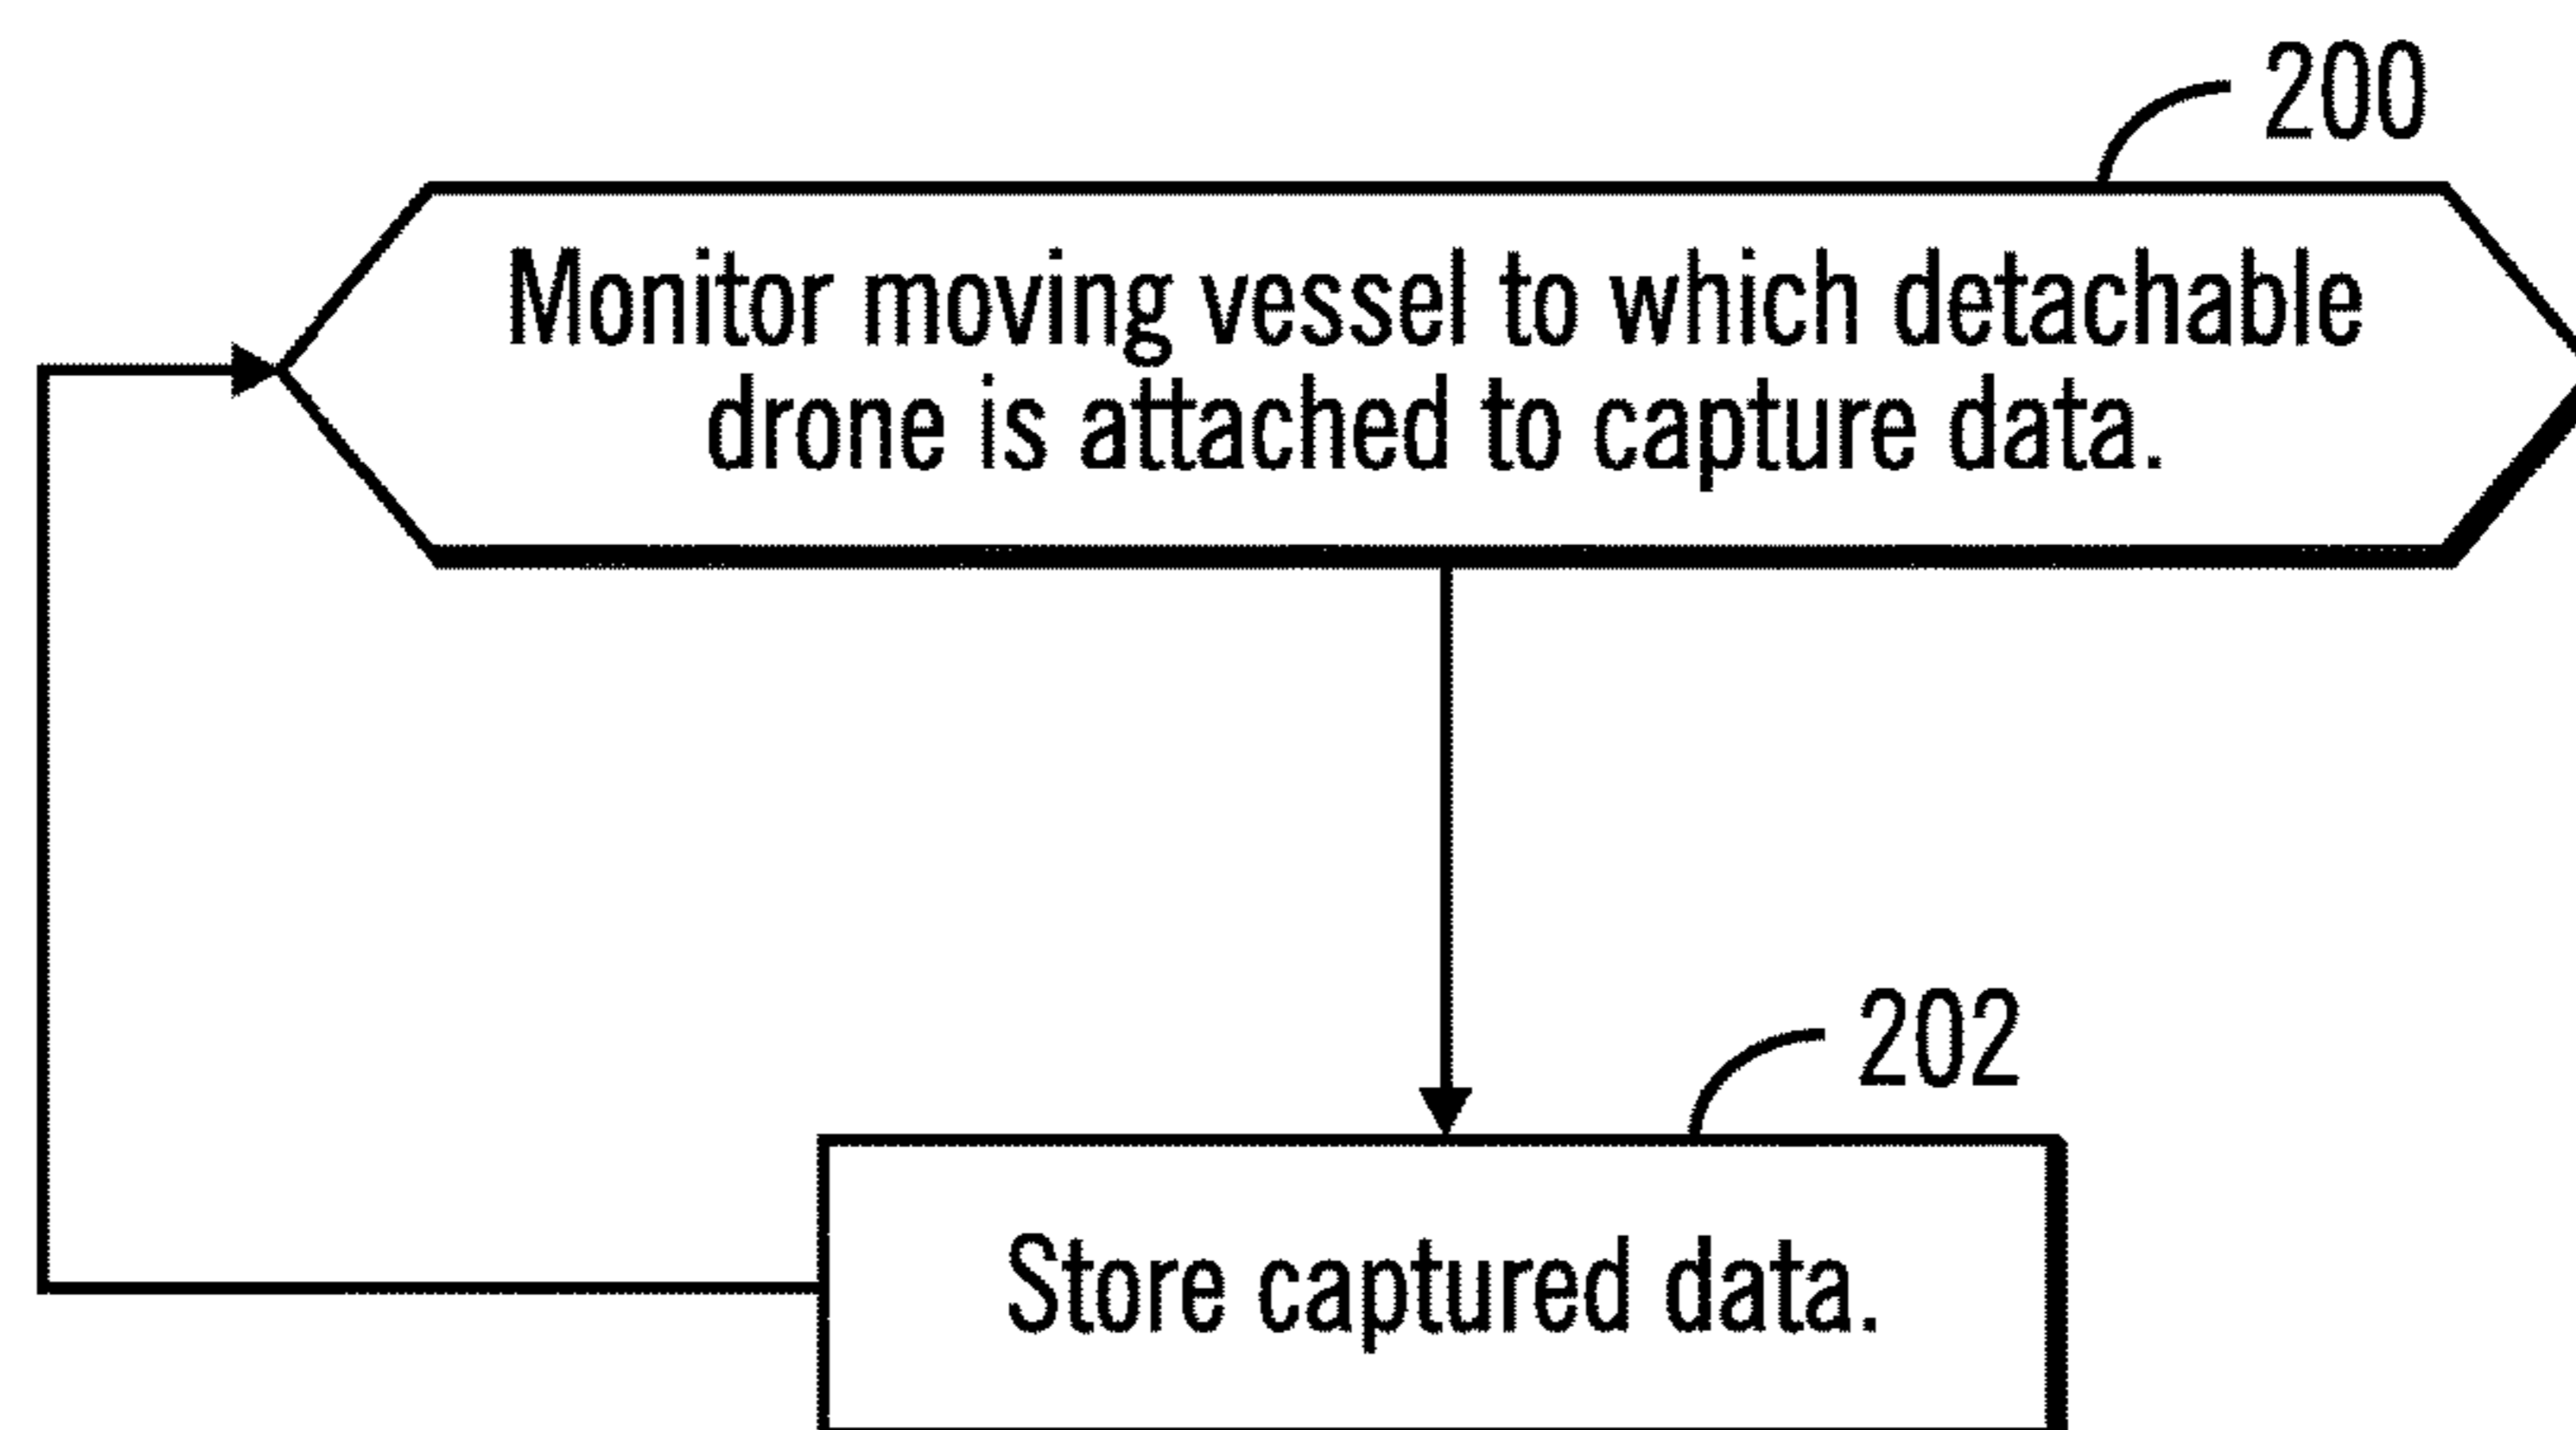 200
Monitor moving vessel to which detachable
drone is attached to capture data.
202
Store captured data.